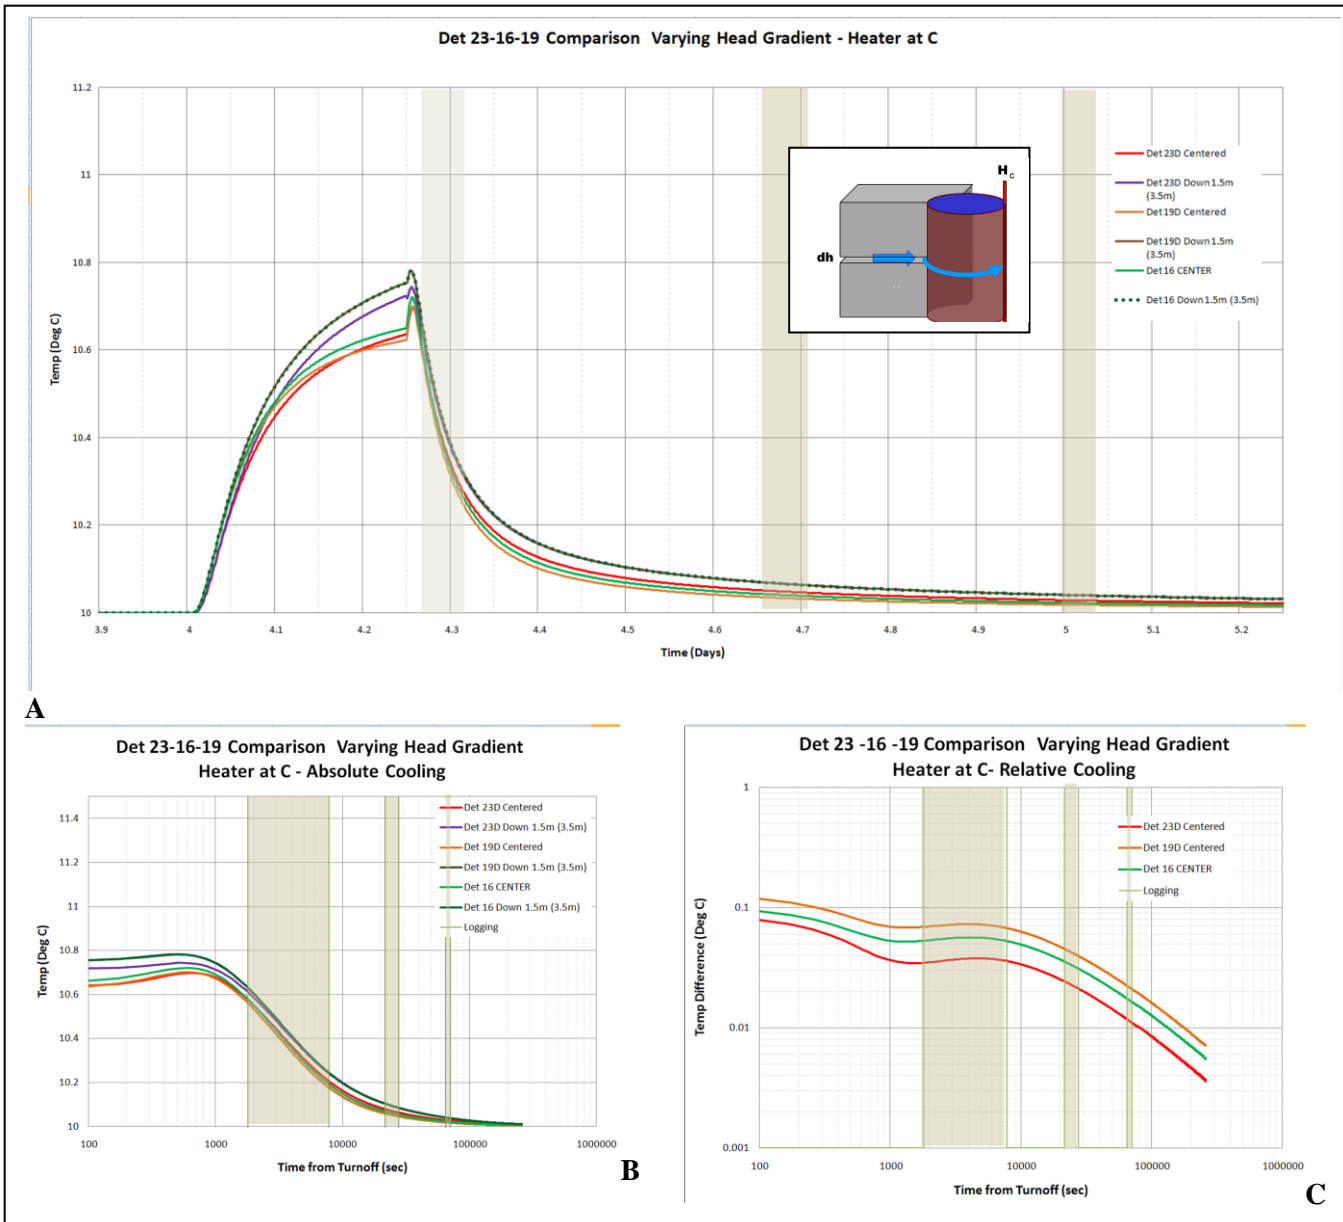 Det 23-16-19 Comparison Varying Head Gradient - Heater at C
11.2
11
10.8
10.6
10.4
10.2
10
Temp (Deg C)
3.9 4 4.1 4.2 4.3 4.4 4.5 4.6 4.7 4.8 4.9 5 5.1 5.2
Time (Days)
H C
dh
Det 23D Centered
Det 23D Down 1.5m
(3.5m)
Det 19D Centered
Det 19D Down 1.5m
(3.5m)
Det 16 CENTER
Det 16 Down 1.5m (3.5m)
A
Det 23-16-19 Comparison Varying Head Gradient
Heater at C - Absolute Cooling
11.4
11.2
11
10.8
10.6
10.4
10.2
10
Temp (Deg C)
100 1000 10000 100000 1000000
Time from Turnoff (sec)
Det 23D Centered
Det 23D Down 1.5m (3.5m)
Det 19D Centered
Det 19D Down 1.5m (3.5m)
Det 16 CENTER
Det 16 Down 1.5m (3.5m)
Logging
B
Det 23 -16 -19 Comparison Varying Head Gradient
Heater at C- Relative Cooling
1
0.1
0.01
0.001
Temp Difference (Deg C)
100 1000 10000 100000 1000000
Time from Turnoff (sec)
Det 23D Centered
Det 19D Centered
Det 16 CENTER
Logging
C